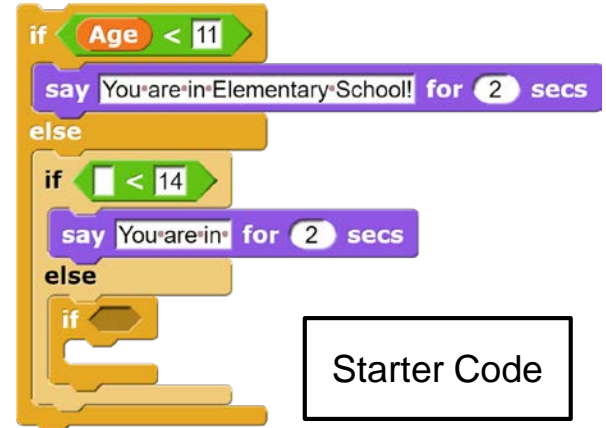 if Age < 11
say You are in Elementary School! for 2 secs
else
if < 14
say You are in for 2 secs
else
if
Starter Code